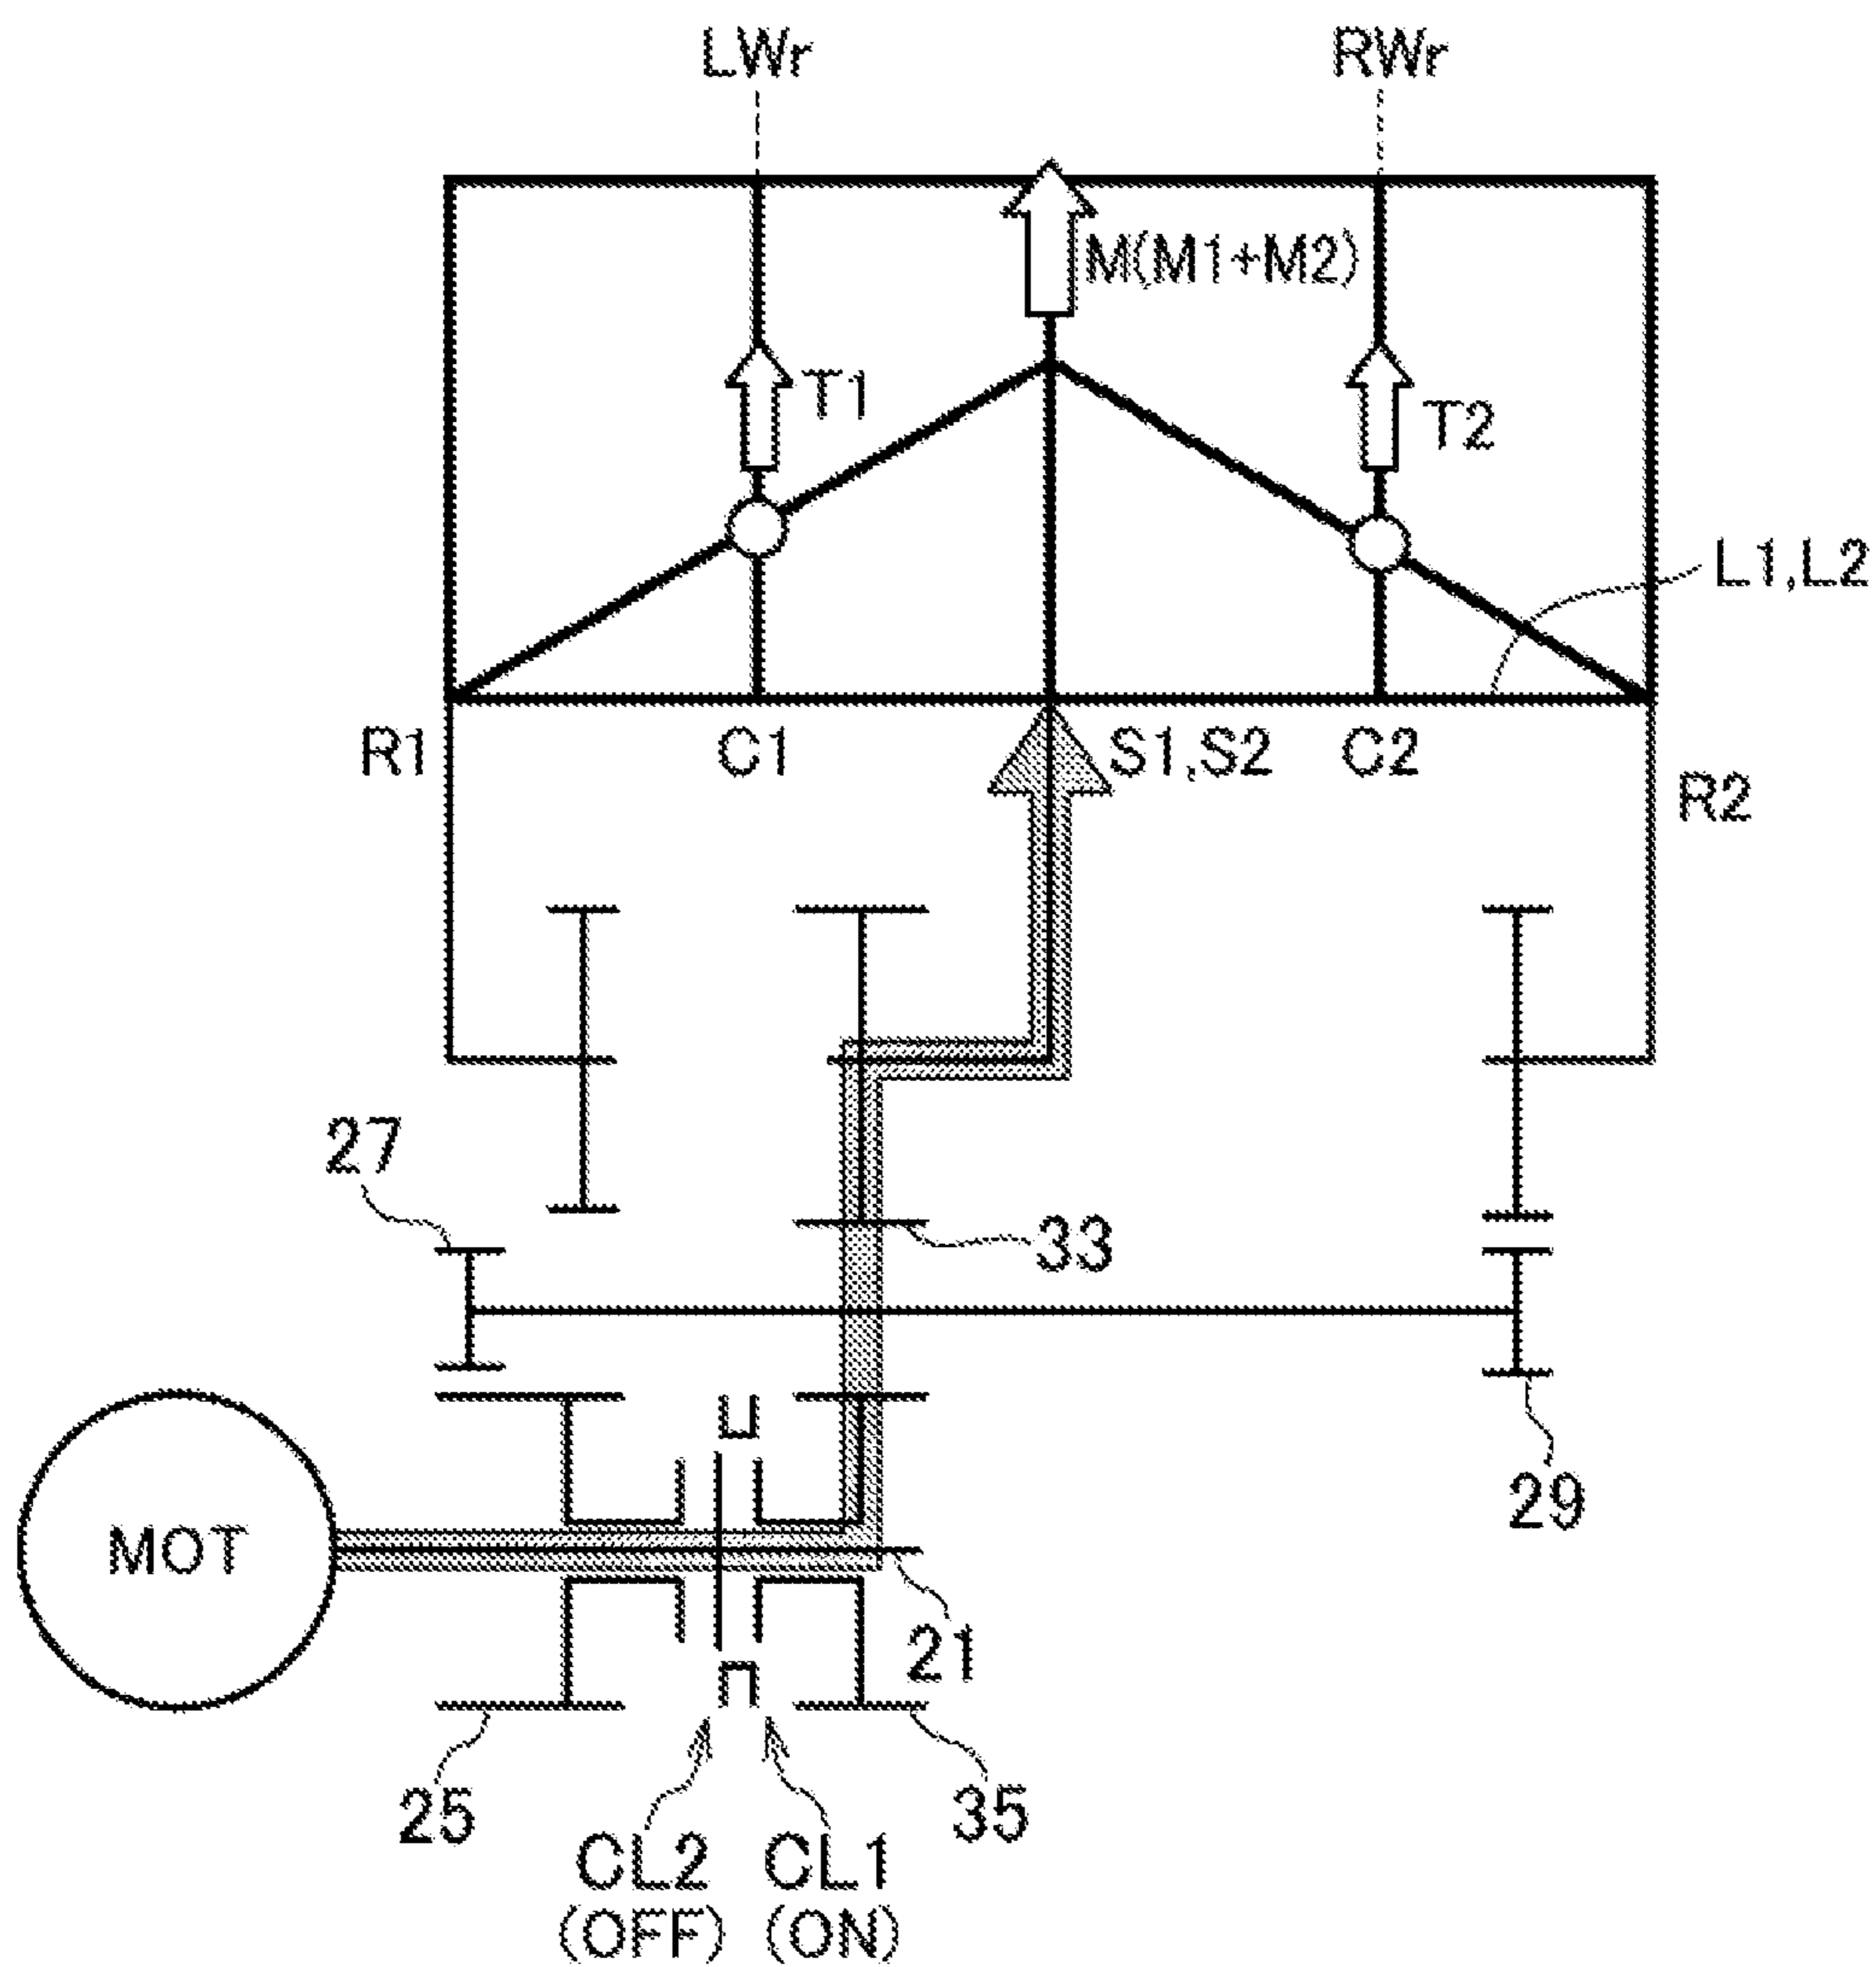 LWr RWr
M(M1+M2)
T1 T2
L1,L2
R1 C1 S1,S2 C2 R2
27
33
29
MOT
21
25 35
CL2 CL1
(OFF) (ON)